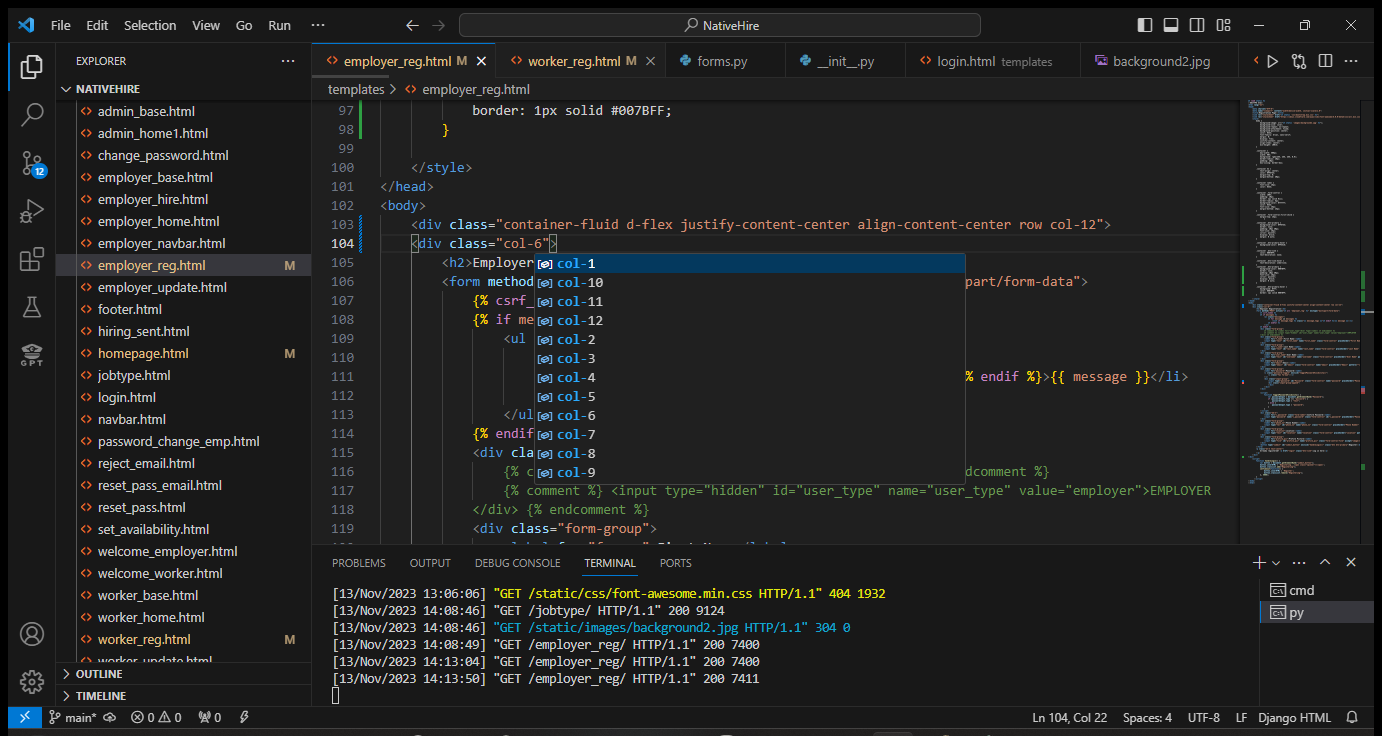 File Edit Selection View Go Run ··· NativeHire
EXPLORER ···
NATIVEHIRE
admin_base.html
admin_home1.html
change_password.html
employer_base.html
employer_hire.html
employer_home.html
employer_navbar.html
employer_reg.html M
employer_update.html
footer.html
hiring_sent.html
homepage.html M
jobtype.html
login.html
navbar.html
password_change_emp.html
reject_email.html
reset_pass_email.html
reset_pass.html
set_availability.html
welcome_employer.html
welcome_worker.html
worker_base.html
worker_home.html
worker_reg.html M
worker_update.html
OUTLINE
TIMELINE
12
GPT
employer_reg.html M worker_reg.html M forms.py __init__.py login.html templates background2.jpg
templates > employer_reg.html
97 border: 1px solid #007BFF;
98 }
99
100 </style>
101 </head>
102 <body>
103 <div class="container-fluid d-flex justify-content-center align-content-center row col-12">
104 <div class="col-6">
105 <h2>Employer
106 <form method part/form-data">
107 {% csrf_
108 {% if me
109 <ul
110
111 % endif %}>{{ message }}</li>
112
113 </ul
114 {% endif
115 <div cla
116 {% c dcomment %}
117 {% comment %} <input type="hidden" id="user_type" name="user_type" value="employer">EMPLOYER
118 </div> {% endcomment %}
119 <div class="form-group">
col-1
col-10
col-11
col-12
col-2
col-3
col-4
col-5
col-6
col-7
col-8
col-9
PROBLEMS OUTPUT DEBUG CONSOLE TERMINAL PORTS
[13/Nov/2023 13:06:06] "GET /static/css/font-awesome.min.css HTTP/1.1" 404 1932
[13/Nov/2023 14:08:46] "GET /jobtype/ HTTP/1.1" 200 9124
[13/Nov/2023 14:08:46] "GET /static/images/background2.jpg HTTP/1.1" 304 0
[13/Nov/2023 14:08:49] "GET /employer_reg/ HTTP/1.1" 200 7400
[13/Nov/2023 14:13:04] "GET /employer_reg/ HTTP/1.1" 200 7400
[13/Nov/2023 14:13:50] "GET /employer_reg/ HTTP/1.1" 200 7411
cmd
py
main* 0 0 0 Ln 104, Col 22 Spaces: 4 UTF-8 LF Django HTML